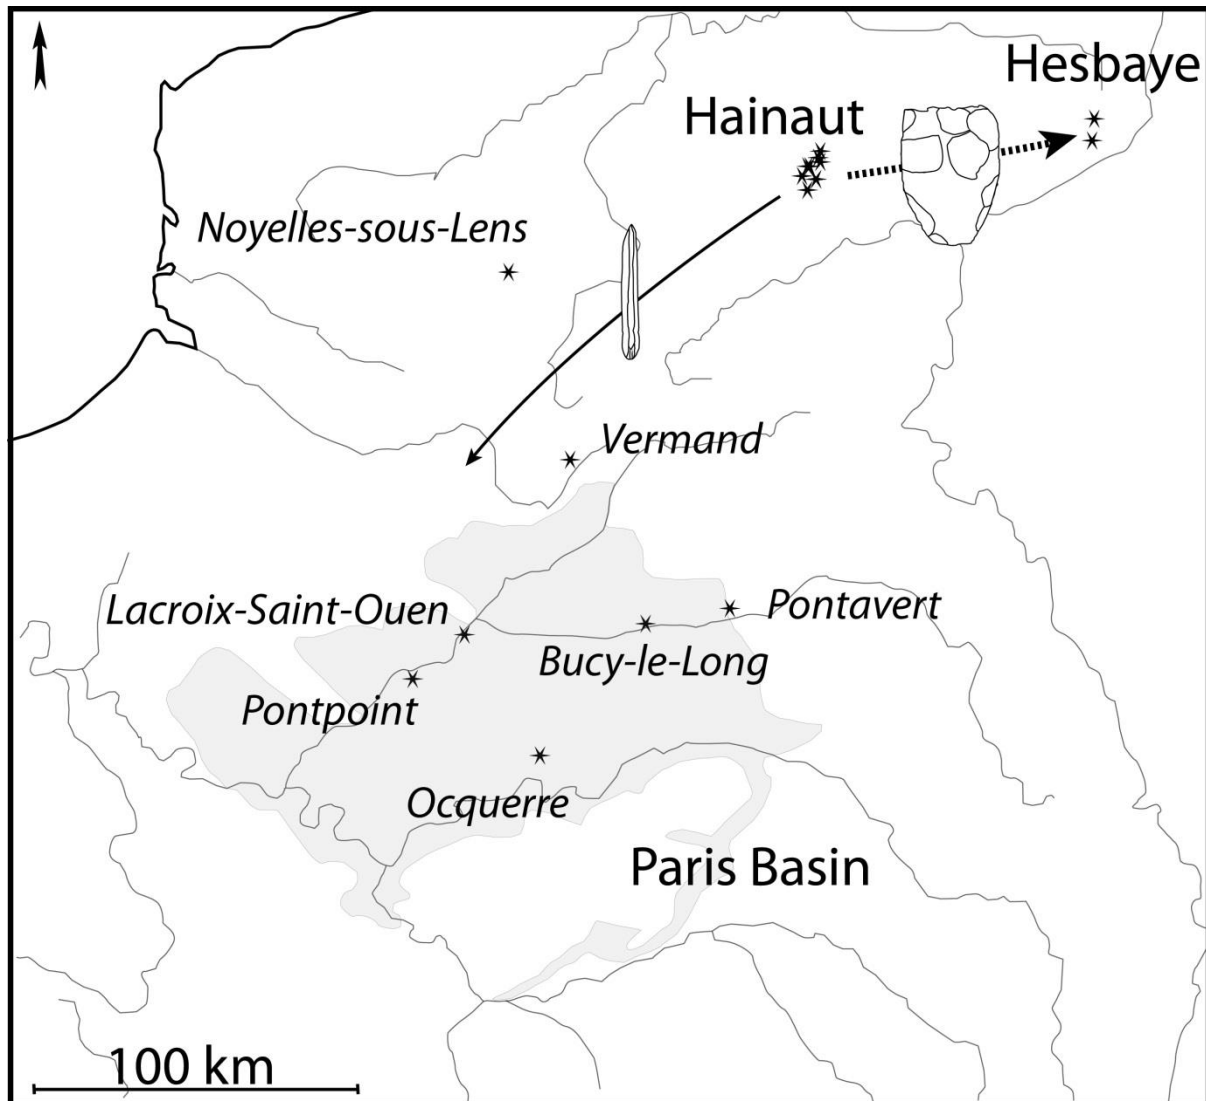 Hesbaye
Hainaut
Noyelles-sous-Lens
Vermand
Lacroix-Saint-Ouen
Pontavert
Bucy-le-Long
Pontpoint
Ocquerre
Paris Basin
100 km